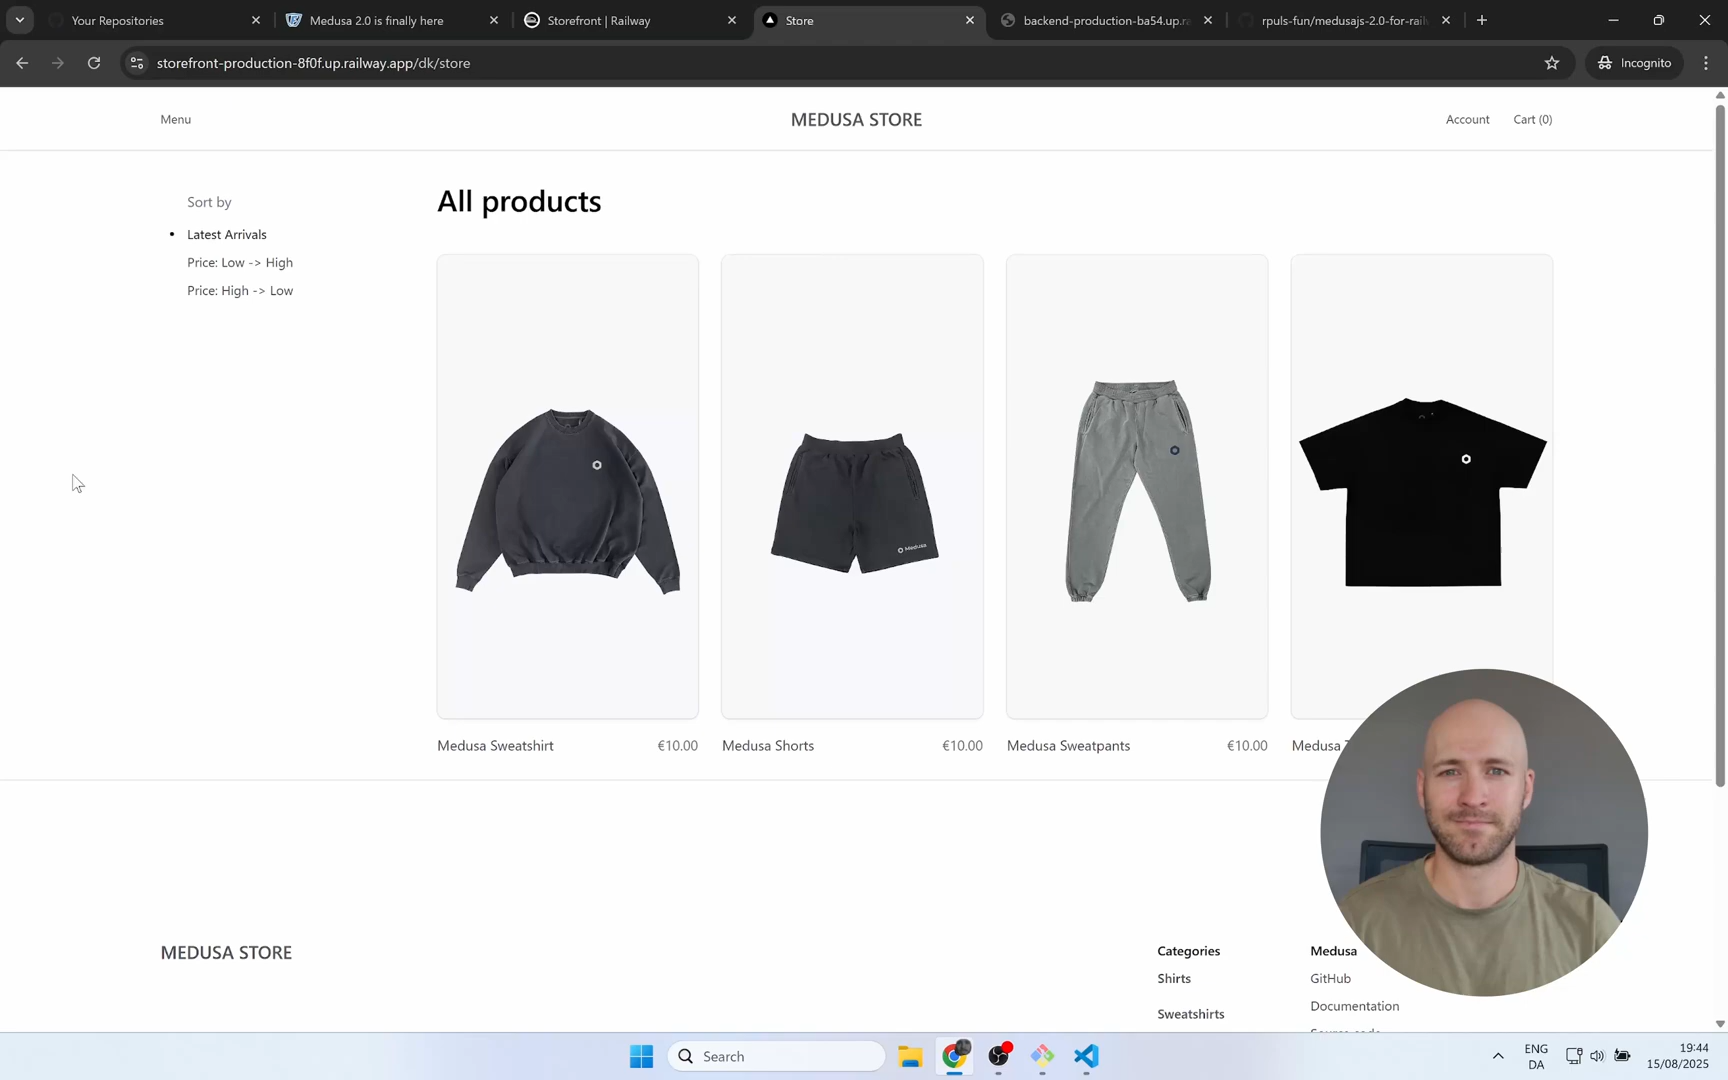 Your Repositories
Medusa 2.0 is finally here
Storefront | Railway
Store
backend-production-ba54.up.ra
rpuls-fun/medusajs-2.0-for-rail
storefront-production-8f0f.up.railway.app/dk/store
Incognito
Menu
MEDUSA STORE
Account
Cart (0)
Sort by
Latest Arrivals
Price: Low -> High
Price: High -> Low
All products
Medusa
Medusa Sweatshirt
€10.00
Medusa Shorts
€10.00
Medusa Sweatpants
€10.00
Medusa
MEDUSA STORE
Categories
Shirts
Sweatshirts
Medusa
GitHub
Documentation
Source code
Search
ENG
DA
19:44
15/08/2025